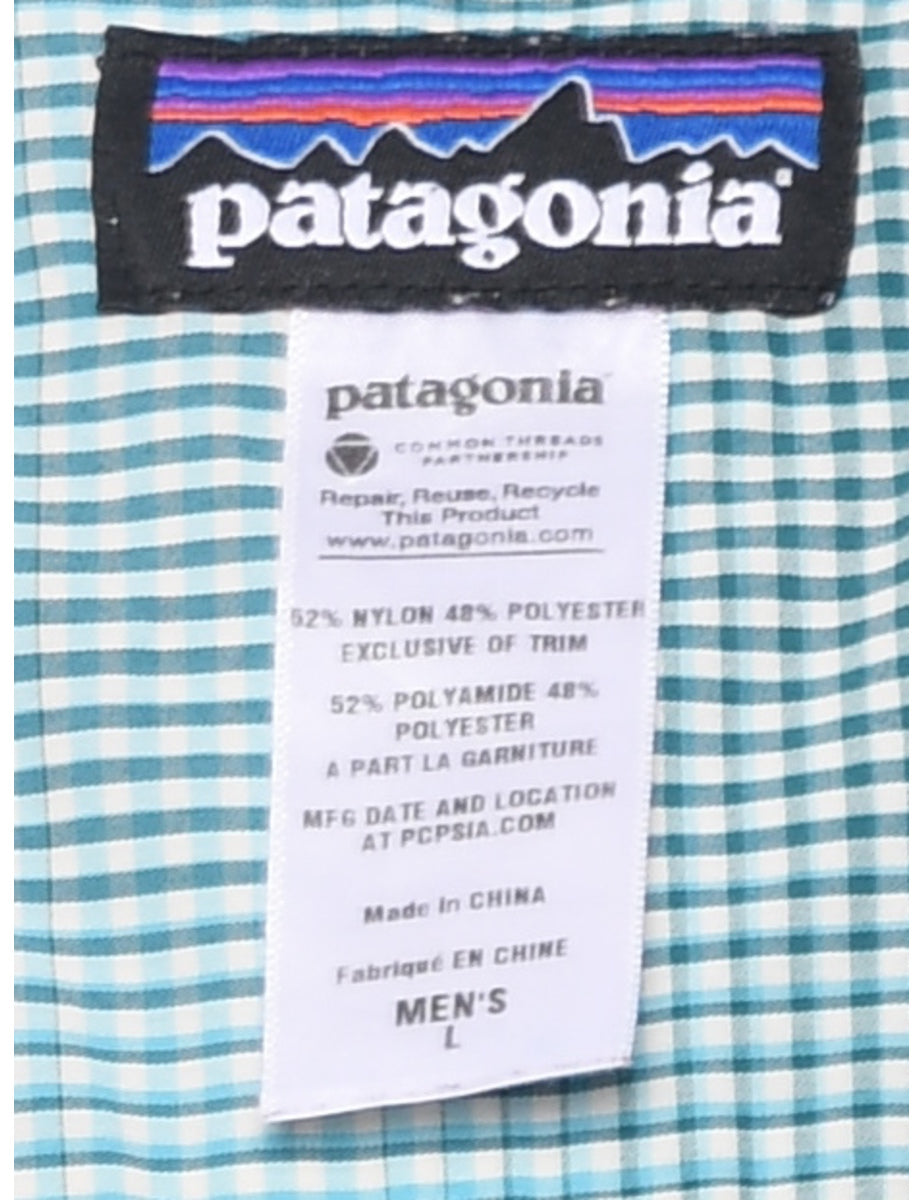 patagonia
patagonia
COMMON THREADS
PARTNERSHIP
Repair, Reuse, Recycle
This Product
www.patagonia.com
52% NYLON 48% POLYESTER
EXCLUSIVE OF TRIM
52% POLYAMIDE 48%
POLYESTER
A PART LA GARNITURE
MFG DATE AND LOCATION
AT PCPSIA.COM
Made in CHINA
Fabriqué EN CHINE
MEN'S
L